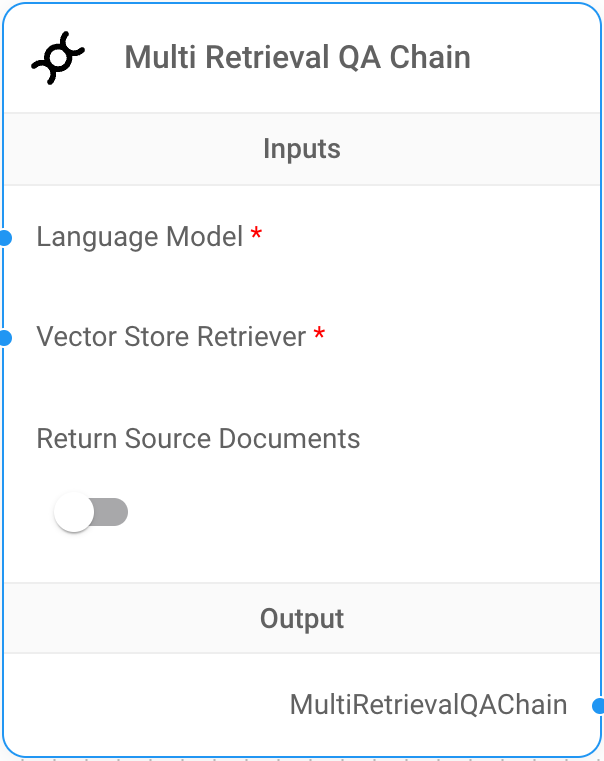 Multi Retrieval QA Chain
Inputs
Language Model *
Vector Store Retriever *
Return Source Documents
Output
MultiRetrievalQAChain